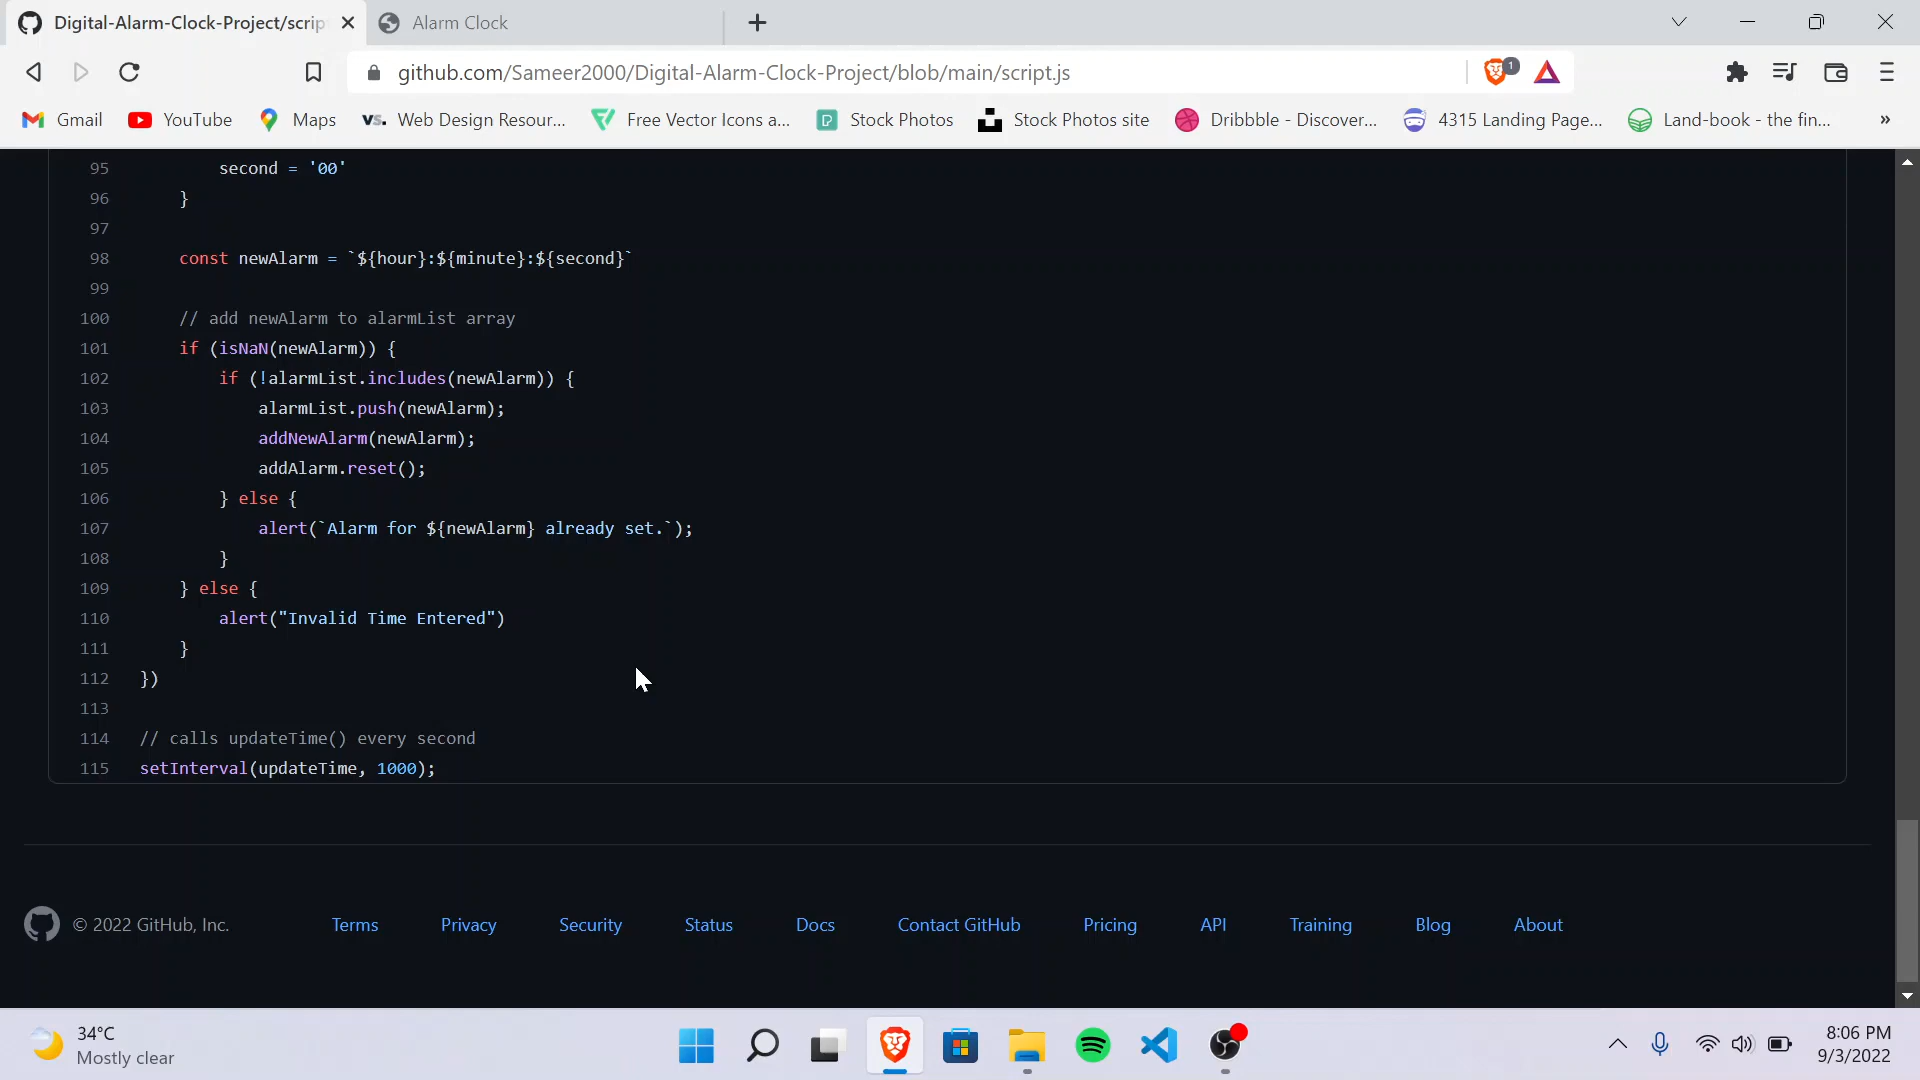 Digital-Alarm-Clock-Project/scrip
Alarm Clock
github.com/Sameer2000/Digital-Alarm-Clock-Project/blob/main/script.js
1
Gmail
YouTube
Maps
vs. Web Design Resour...
Free Vector Icons a...
Stock Photos
Stock Photos site
Dribbble - Discover...
4315 Landing Page...
Land-book - the fin...
»
95 second = '00'
96 }
97
98 const newAlarm = `${hour}:${minute}:${second}`
99
100 // add newAlarm to alarmList array
101 if (isNaN(newAlarm)) {
102 if (!alarmList.includes(newAlarm)) {
103 alarmList.push(newAlarm);
104 addNewAlarm(newAlarm);
105 addAlarm.reset();
106 } else {
107 alert(`Alarm for ${newAlarm} already set.`);
108 }
109 } else {
110 alert("Invalid Time Entered")
111 }
112 })
113
114 // calls updateTime() every second
115 setInterval(updateTime, 1000);
© 2022 GitHub, Inc.
Terms
Privacy
Security
Status
Docs
Contact GitHub
Pricing
API
Training
Blog
About
34°C
Mostly clear
8:06 PM
9/3/2022